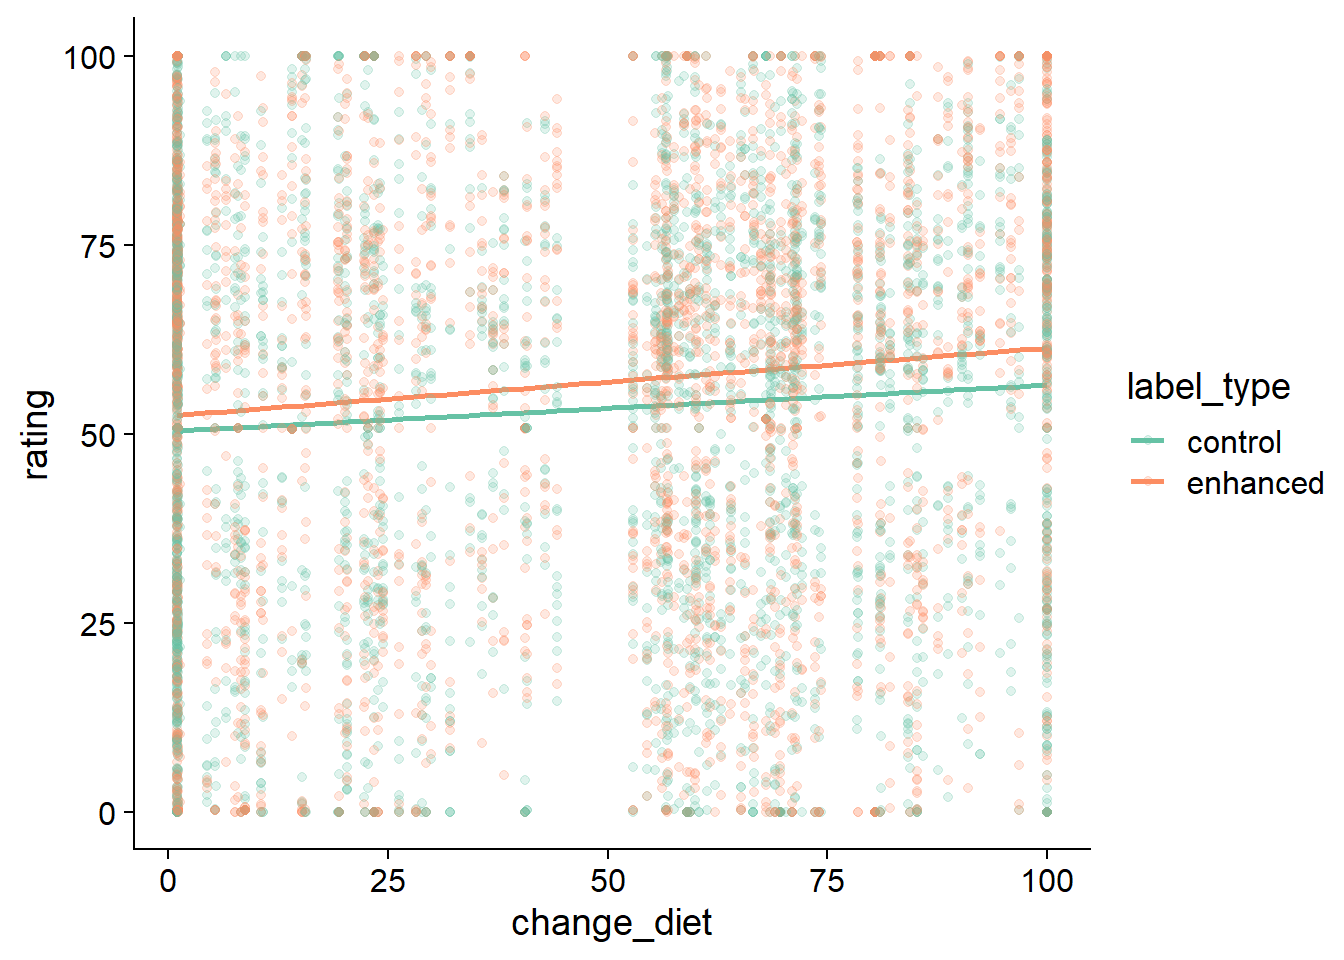 100
75
50
25
0
rating
0 25 50 75 100
change_diet
label_type
control
enhanced